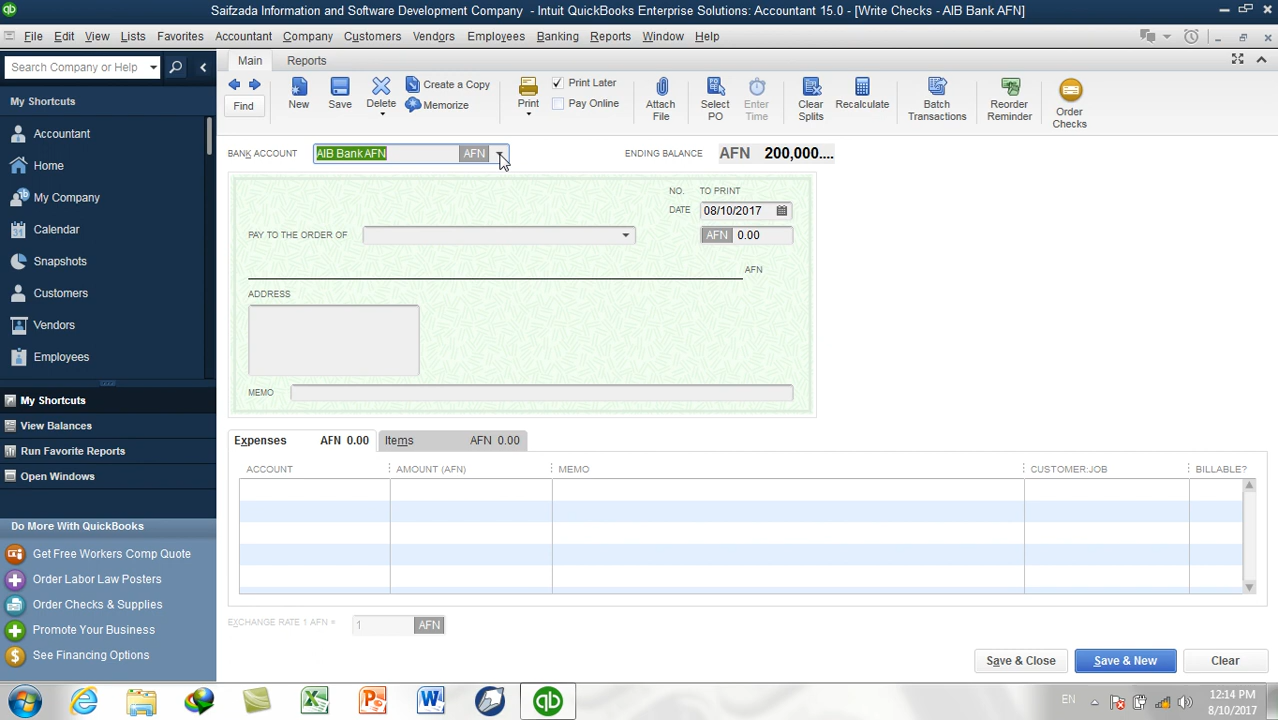 Saifzada Information and Software Development Company - Intuit QuickBooks Enterprise Solutions: Accountant 15.0 - [Write Checks - AIB Bank AFN]
File Edit View Lists Favorites Accountant Company Customers Vendors Employees Banking Reports Window Help
Search Company or Help
My Shortcuts
Accountant
Home
My Company
Calendar
Snapshots
Customers
Vendors
Employees
My Shortcuts
View Balances
Run Favorite Reports
Open Windows
Do More With QuickBooks
Get Free Workers Comp Quote
Order Labor Law Posters
Order Checks & Supplies
Promote Your Business
See Financing Options
Main Reports
Find
New
Save
Delete
Create a Copy
Memorize
Print
Print Later
Pay Online
Attach
File
Select
PO
Enter
Time
Clear
Splits
Recalculate
Batch
Transactions
Reorder
Reminder
Order
Checks
BANK ACCOUNT AIB Bank AFN AFN
ENDING BALANCE AFN 200,000....
NO. TO PRINT
DATE 08/10/2017
PAY TO THE ORDER OF
AFN 0.00
AFN
ADDRESS
MEMO
Expenses AFN 0.00
Items AFN 0.00
ACCOUNT AMOUNT (AFN) MEMO CUSTOMER:JOB BILLABLE?
EXCHANGE RATE 1 AFN = 1 AFN
Save & Close
Save & New
Clear
qb
EN
12:14 PM
8/10/2017